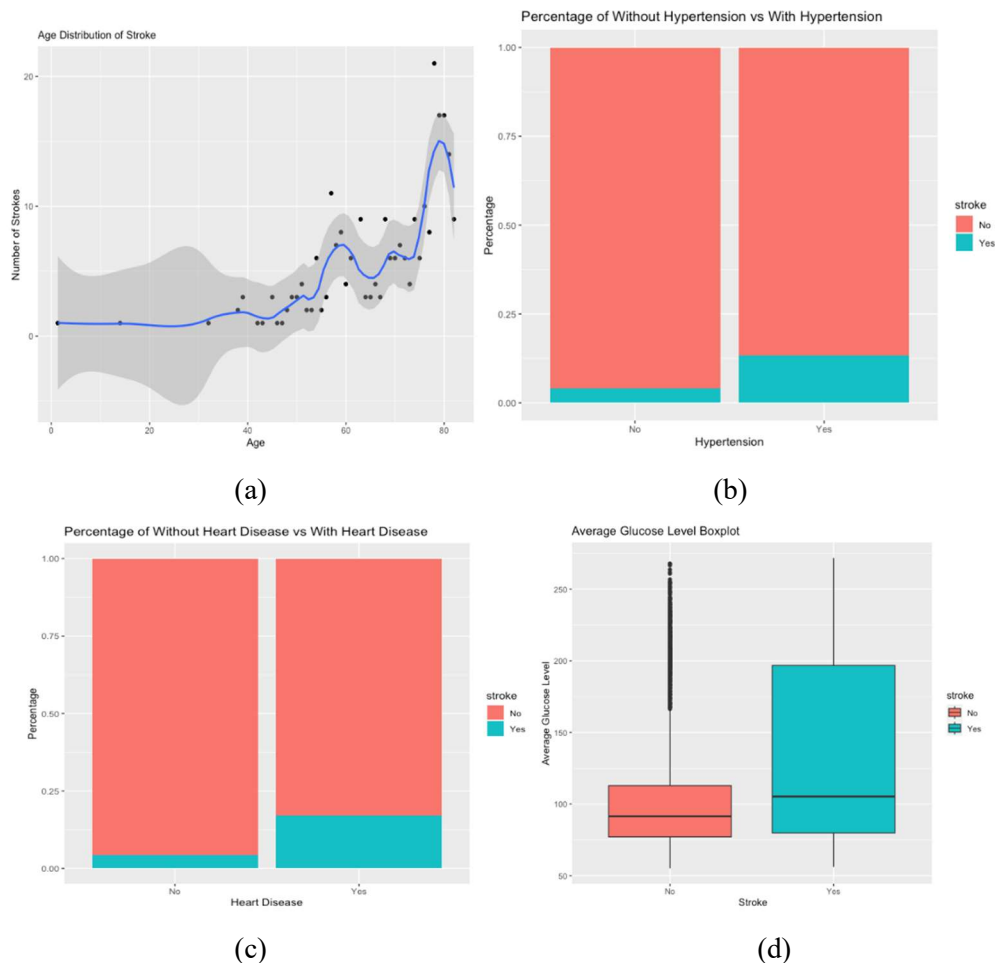 Age Distribution of Stroke
20
10
0
Number of Strokes
0
20
40
60
80
Age
(a)
Percentage of Without Hypertension vs With Hypertension
1.00
0.75
0.50
0.25
0.00
Percentage
No
Yes
Hypertension
stroke
No
Yes
(b)
Percentage of Without Heart Disease vs With Heart Disease
1.00
0.75
0.50
0.25
0.00
Percentage
No
Yes
Heart Disease
stroke
No
Yes
(c)
Average Glucose Level Boxplot
250
200
150
100
50
Average Glucose Level
No
Yes
Stroke
stroke
No
Yes
(d)